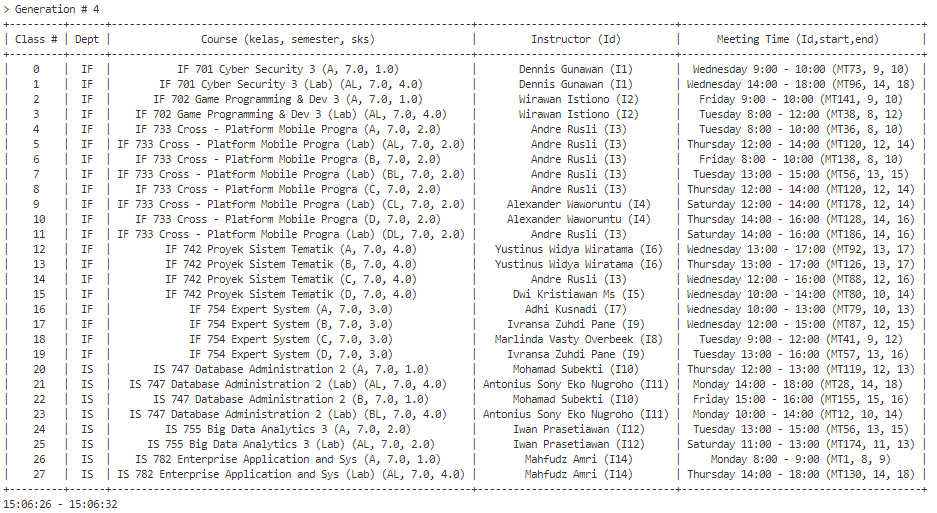 > Generation # 4
| Class # | Dept | Course (kelas, semester, sks) | Instructor (Id) | Meeting Time (Id,start,end) |
| 0 | IF | IF 701 Cyber Security 3 (A, 7.0, 1.0) | Dennis Gunawan (I1) | Wednesday 9:00 - 10:00 (MT73, 9, 10) |
| 1 | IF | IF 701 Cyber Security 3 (Lab) (AL, 7.0, 4.0) | Dennis Gunawan (I1) | Wednesday 14:00 - 18:00 (MT96, 14, 18) |
| 2 | IF | IF 702 Game Programming & Dev 3 (A, 7.0, 1.0) | Wirawan Istiono (I2) | Friday 9:00 - 10:00 (MT141, 9, 10) |
| 3 | IF | IF 702 Game Programming & Dev 3 (Lab) (AL, 7.0, 4.0) | Wirawan Istiono (I2) | Tuesday 8:00 - 12:00 (MT38, 8, 12) |
| 4 | IF | IF 733 Cross - Platform Mobile Progra (A, 7.0, 2.0) | Andre Rusli (I3) | Tuesday 8:00 - 10:00 (MT36, 8, 10) |
| 5 | IF | IF 733 Cross - Platform Mobile Progra (Lab) (AL, 7.0, 2.0) | Andre Rusli (I3) | Thursday 12:00 - 14:00 (MT120, 12, 14) |
| 6 | IF | IF 733 Cross - Platform Mobile Progra (B, 7.0, 2.0) | Andre Rusli (I3) | Friday 8:00 - 10:00 (MT138, 8, 10) |
| 7 | IF | IF 733 Cross - Platform Mobile Progra (Lab) (BL, 7.0, 2.0) | Andre Rusli (I3) | Tuesday 13:00 - 15:00 (MT56, 13, 15) |
| 8 | IF | IF 733 Cross - Platform Mobile Progra (C, 7.0, 2.0) | Andre Rusli (I3) | Thursday 12:00 - 14:00 (MT120, 12, 14) |
| 9 | IF | IF 733 Cross - Platform Mobile Progra (Lab) (CL, 7.0, 2.0) | Alexander Waworuntu (I4) | Saturday 12:00 - 14:00 (MT178, 12, 14) |
| 10 | IF | IF 733 Cross - Platform Mobile Progra (D, 7.0, 2.0) | Alexander Waworuntu (I4) | Thursday 14:00 - 16:00 (MT128, 14, 16) |
| 11 | IF | IF 733 Cross - Platform Mobile Progra (Lab) (DL, 7.0, 2.0) | Andre Rusli (I3) | Saturday 14:00 - 16:00 (MT186, 14, 16) |
| 12 | IF | IF 742 Proyek Sistem Tematik (A, 7.0, 4.0) | Yustinus Widya Wiratama (I6) | Wednesday 13:00 - 17:00 (MT92, 13, 17) |
| 13 | IF | IF 742 Proyek Sistem Tematik (B, 7.0, 4.0) | Yustinus Widya Wiratama (I6) | Thursday 13:00 - 17:00 (MT126, 13, 17) |
| 14 | IF | IF 742 Proyek Sistem Tematik (C, 7.0, 4.0) | Andre Rusli (I3) | Wednesday 12:00 - 16:00 (MT88, 12, 16) |
| 15 | IF | IF 742 Proyek Sistem Tematik (D, 7.0, 4.0) | Dwi Kristiawan Ms (I5) | Wednesday 10:00 - 14:00 (MT80, 10, 14) |
| 16 | IF | IF 754 Expert System (A, 7.0, 3.0) | Adhi Kusnadi (I7) | Wednesday 10:00 - 13:00 (MT79, 10, 13) |
| 17 | IF | IF 754 Expert System (B, 7.0, 3.0) | Ivransa Zuhdi Pane (I9) | Wednesday 12:00 - 15:00 (MT87, 12, 15) |
| 18 | IF | IF 754 Expert System (C, 7.0, 3.0) | Marlinda Vasty Overbeek (I8) | Tuesday 9:00 - 12:00 (MT41, 9, 12) |
| 19 | IF | IF 754 Expert System (D, 7.0, 3.0) | Ivransa Zuhdi Pane (I9) | Tuesday 13:00 - 16:00 (MT57, 13, 16) |
| 20 | IS | IS 747 Database Administration 2 (A, 7.0, 1.0) | Mohamad Subekti (I10) | Thursday 12:00 - 13:00 (MT119, 12, 13) |
| 21 | IS | IS 747 Database Administration 2 (Lab) (AL, 7.0, 4.0) | Antonius Sony Eko Nugroho (I11) | Monday 14:00 - 18:00 (MT28, 14, 18) |
| 22 | IS | IS 747 Database Administration 2 (B, 7.0, 1.0) | Mohamad Subekti (I10) | Friday 15:00 - 16:00 (MT155, 15, 16) |
| 23 | IS | IS 747 Database Administration 2 (Lab) (BL, 7.0, 4.0) | Antonius Sony Eko Nugroho (I11) | Monday 10:00 - 14:00 (MT12, 10, 14) |
| 24 | IS | IS 755 Big Data Analytics 3 (A, 7.0, 2.0) | Iwan Prasetiawan (I12) | Tuesday 13:00 - 15:00 (MT56, 13, 15) |
| 25 | IS | IS 755 Big Data Analytics 3 (Lab) (AL, 7.0, 2.0) | Iwan Prasetiawan (I12) | Saturday 11:00 - 13:00 (MT174, 11, 13) |
| 26 | IS | IS 782 Enterprise Application and Sys (A, 7.0, 1.0) | Mahfudz Amri (I14) | Monday 8:00 - 9:00 (MT1, 8, 9) |
| 27 | IS | IS 782 Enterprise Application and Sys (Lab) (AL, 7.0, 4.0) | Mahfudz Amri (I14) | Thursday 14:00 - 18:00 (MT130, 14, 18) |
15:06:26 - 15:06:32